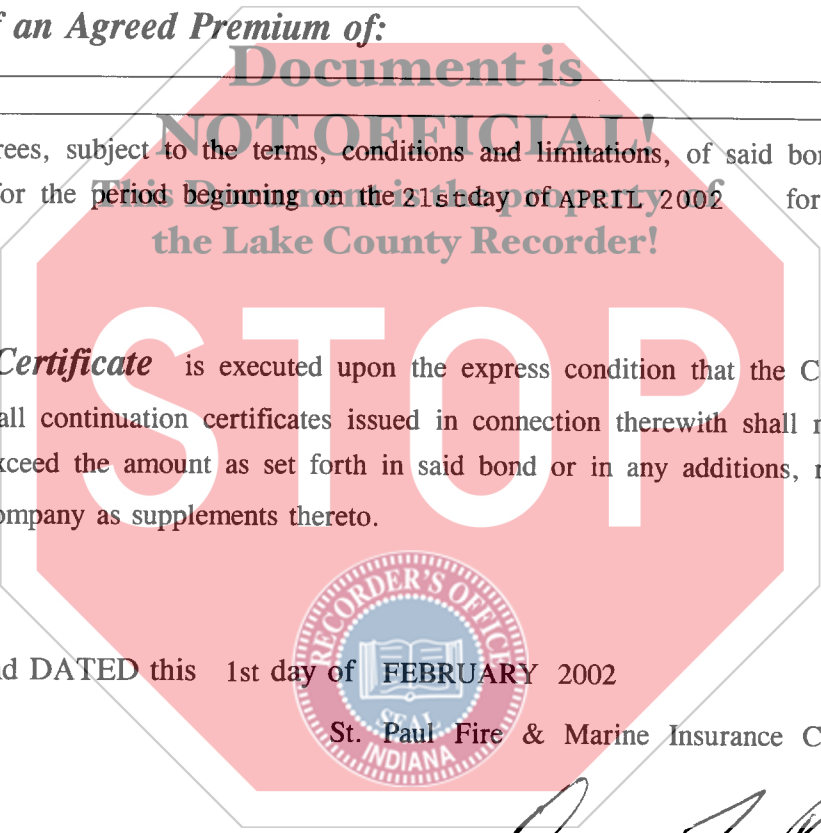 f an Agreed Premium of:
Document is
NOT OFFICIAL!
rees, subject to the terms, conditions and limitations, of said bo
This Document is the property of
for the period beginning on the 21stday of APRIL 2002 for
the Lake County Recorder!
STOP
Certificate is executed upon the express condition that the C
all continuation certificates issued in connection therewith shall
xceed the amount as set forth in said bond or in any additions,
ompany as supplements thereto.
RECORDER'S OFFICE
SEAL
INDIANA
d DATED this 1st day of FEBRUARY 2002
St. Paul Fire & Marine Insurance C